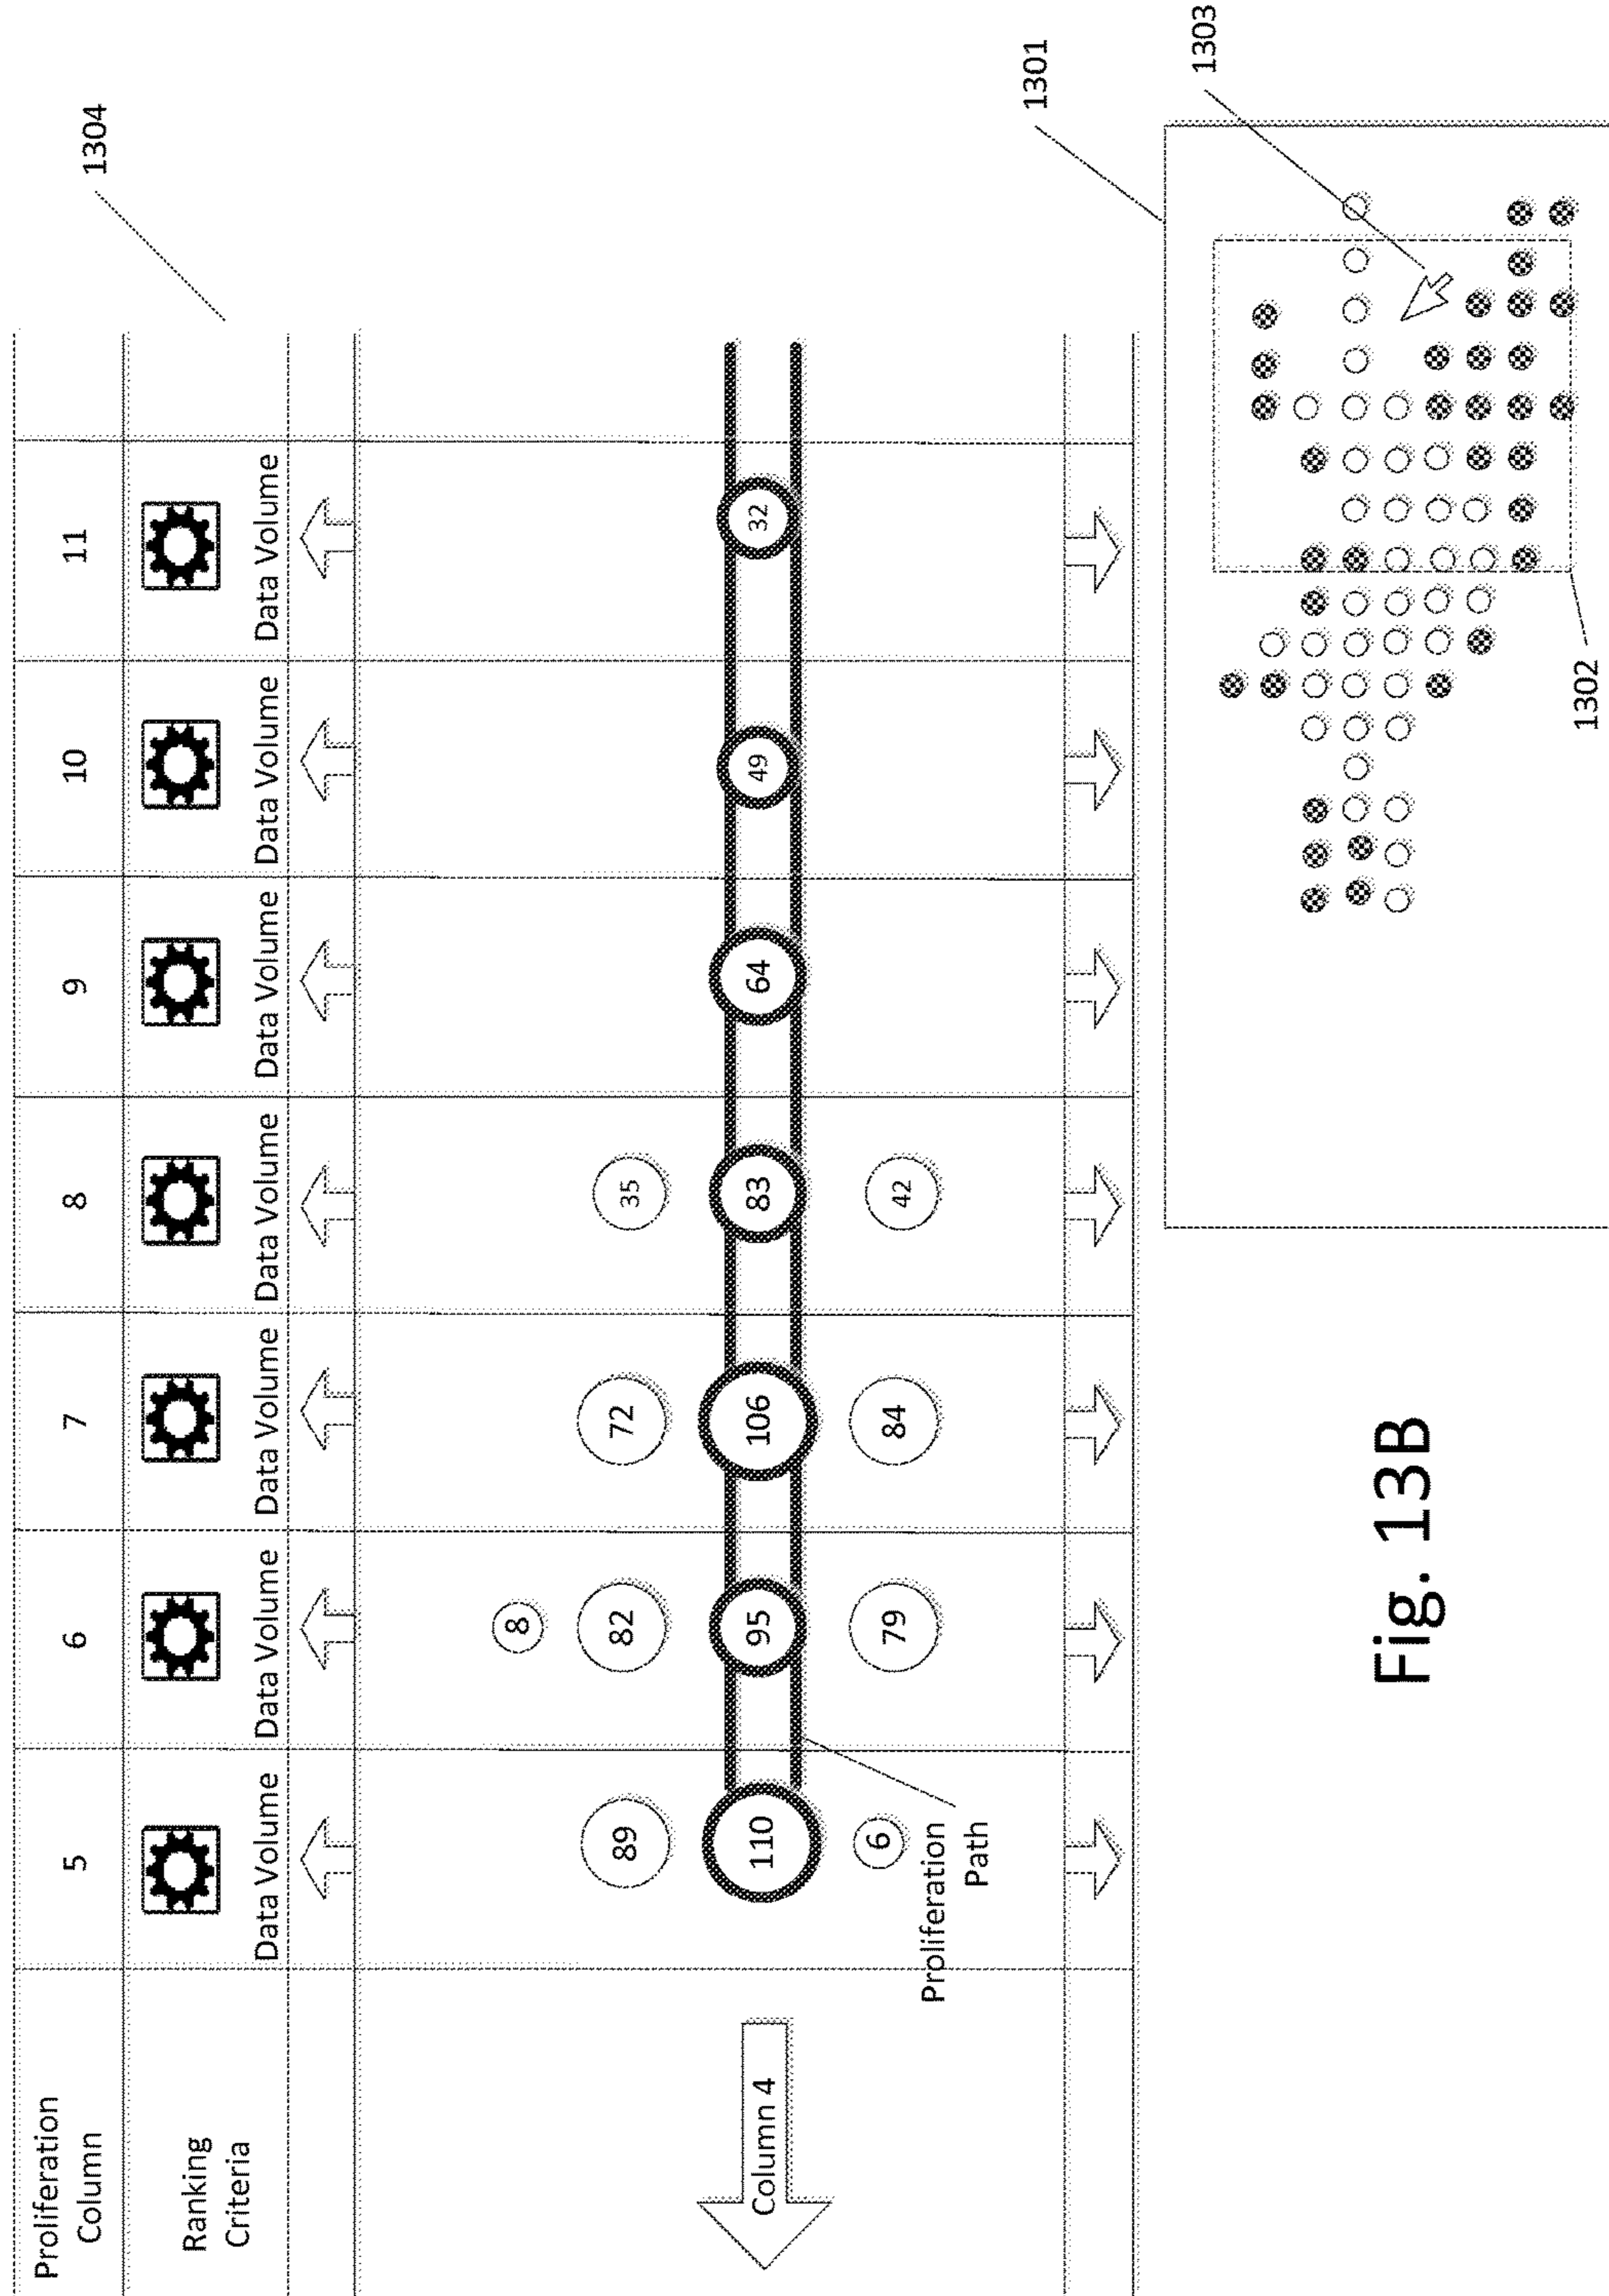 Proliferation
Column
5
6
7
8
9
10
11
1304
Ranking
Criteria
Data Volume
Data Volume
Data Volume
Data Volume
Data Volume
Data Volume
Data Volume
8
89
82
72
35
Column 4
110
95
106
83
64
49
32
6
79
84
42
Proliferation
Path
1301
1303
1302
Fig. 13B